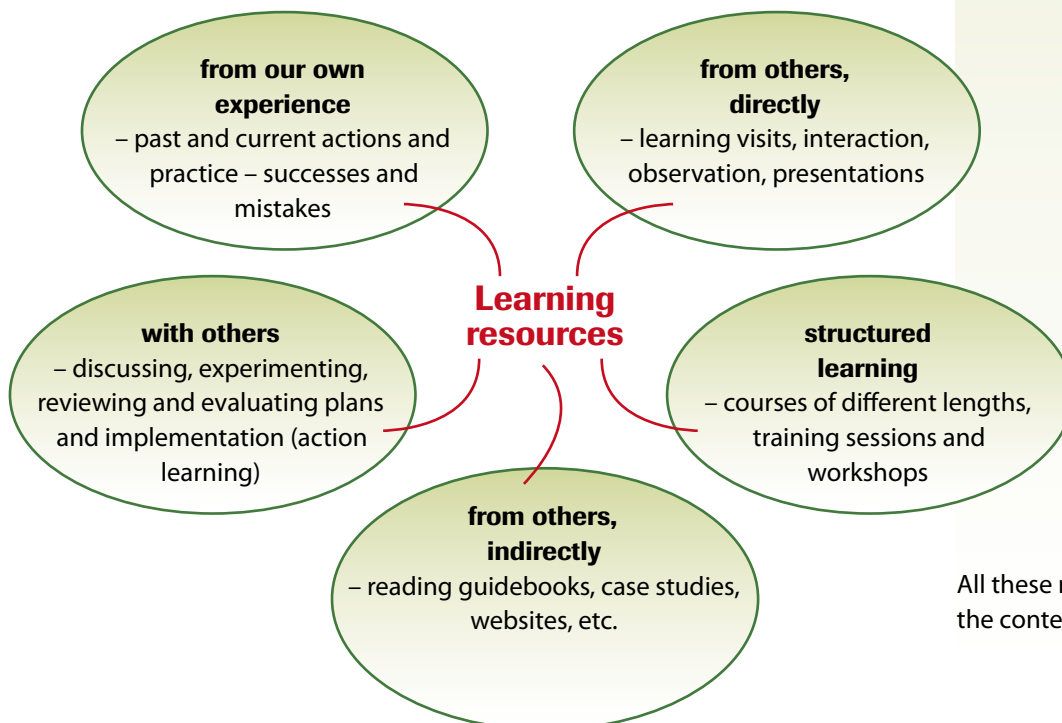 from our own
experience
– past and current actions and
practice – successes and
mistakes
from others,
directly
– learning visits, interaction,
observation, presentations
Learning
resources
with others
– discussing, experimenting,
reviewing and evaluating plans
and implementation (action
learning)
structured
learning
– courses of different lengths,
training sessions and
workshops
from others,
indirectly
– reading guidebooks, case studies,
websites, etc.
All these
the conte